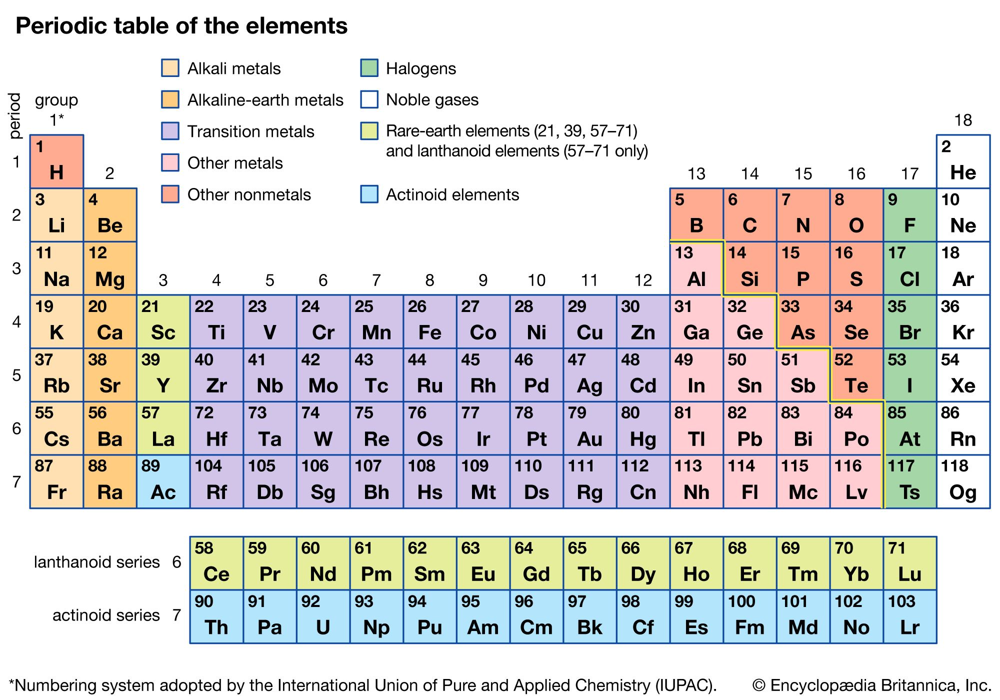 Periodic table of the elements
Alkali metals
Alkaline-earth metals
Transition metals
Other metals
Other nonmetals
Halogens
Noble gases
Rare-earth elements (21, 39, 57–71)
and lanthanoid elements (57–71 only)
Actinoid elements
period
group
1*
18
1
1
H
2
He
2
13 14 15 16 17
2
3 Li
4 Be
5 B
6 C
7 N
8 O
9 F
10 Ne
3
11 Na
12 Mg
13 Al
14 Si
15 P
16 S
17 Cl
18 Ar
3 4 5 6 7 8 9 10 11 12
4
19 K
20 Ca
21 Sc
22 Ti
23 V
24 Cr
25 Mn
26 Fe
27 Co
28 Ni
29 Cu
30 Zn
31 Ga
32 Ge
33 As
34 Se
35 Br
36 Kr
5
37 Rb
38 Sr
39 Y
40 Zr
41 Nb
42 Mo
43 Tc
44 Ru
45 Rh
46 Pd
47 Ag
48 Cd
49 In
50 Sn
51 Sb
52 Te
53 I
54 Xe
6
55 Cs
56 Ba
57 La
72 Hf
73 Ta
74 W
75 Re
76 Os
77 Ir
78 Pt
79 Au
80 Hg
81 Tl
82 Pb
83 Bi
84 Po
85 At
86 Rn
7
87 Fr
88 Ra
89 Ac
104 Rf
105 Db
106 Sg
107 Bh
108 Hs
109 Mt
110 Ds
111 Rg
112 Cn
113 Nh
114 Fl
115 Mc
116 Lv
117 Ts
118 Og
lanthanoid series 6
58 Ce
59 Pr
60 Nd
61 Pm
62 Sm
63 Eu
64 Gd
65 Tb
66 Dy
67 Ho
68 Er
69 Tm
70 Yb
71 Lu
actinoid series 7
90 Th
91 Pa
92 U
93 Np
94 Pu
95 Am
96 Cm
97 Bk
98 Cf
99 Es
100 Fm
101 Md
102 No
103 Lr
*Numbering system adopted by the International Union of Pure and Applied Chemistry (IUPAC).
© Encyclopædia Britannica, Inc.